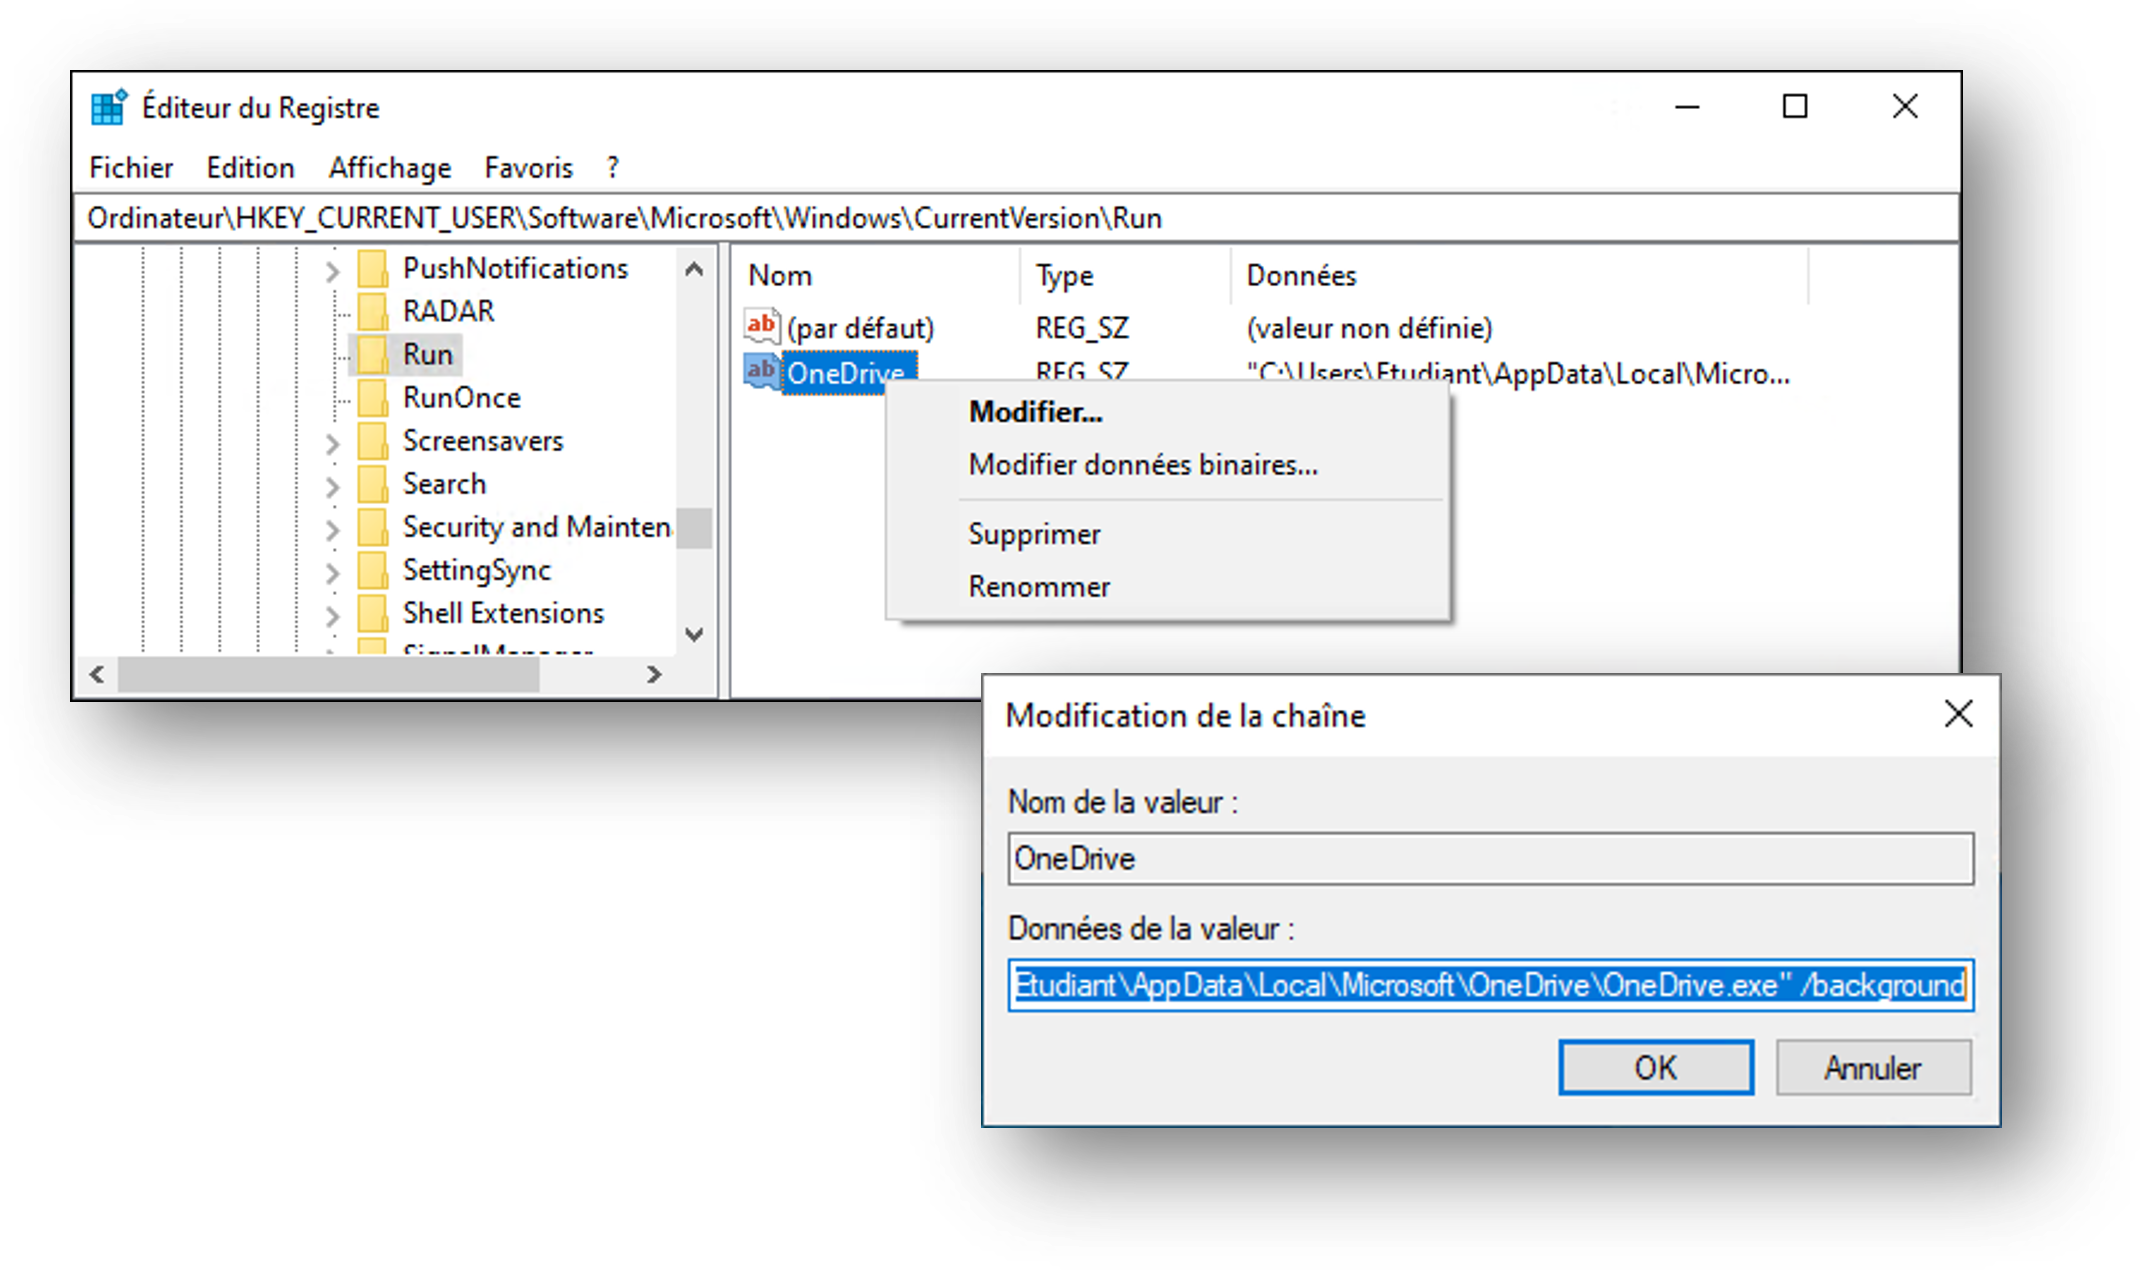 Éditeur du Registre
Fichier Edition Affichage Favoris ?
Ordinateur\HKEY_CURRENT_USER\Software\Microsoft\Windows\CurrentVersion\Run
PushNotifications
RADAR
Run
RunOnce
Screensavers
Search
Security and Mainten
SettingSync
Shell Extensions
SignalManager
Nom Type Données
ab (par défaut) REG_SZ (valeur non définie)
ab OneDrive REG_SZ "C:\Users\Etudiant\AppData\Local\Micro...
Modifier...
Modifier données binaires...
Supprimer
Renommer
Modification de la chaîne
Nom de la valeur :
OneDrive
Données de la valeur :
Etudiant\AppData\Local\Microsoft\OneDrive\OneDrive.exe" /background
OK Annuler